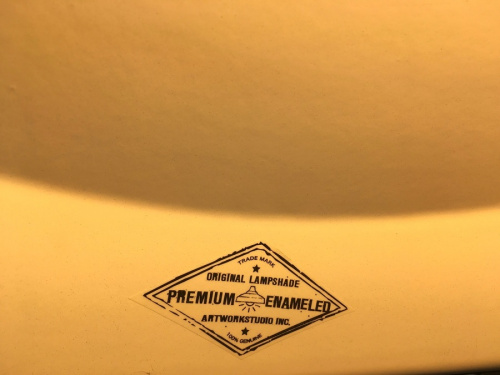 TRADE MARK
ORIGINAL LAMPSHADE
PREMIUM ENAMELED
ARTWORKSTUDIO INC.
100% GENUINE